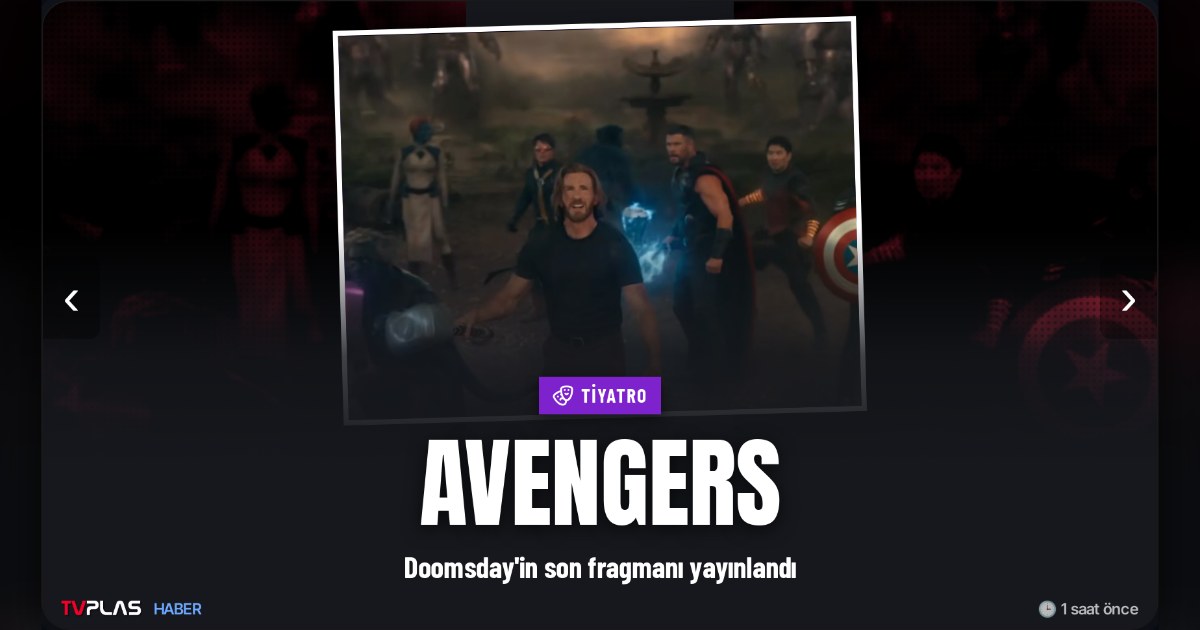 TİYATRO
AVENGERS
Doomsday'in son fragmanı yayınlandı
TVPLAS HABER
1 saat önce